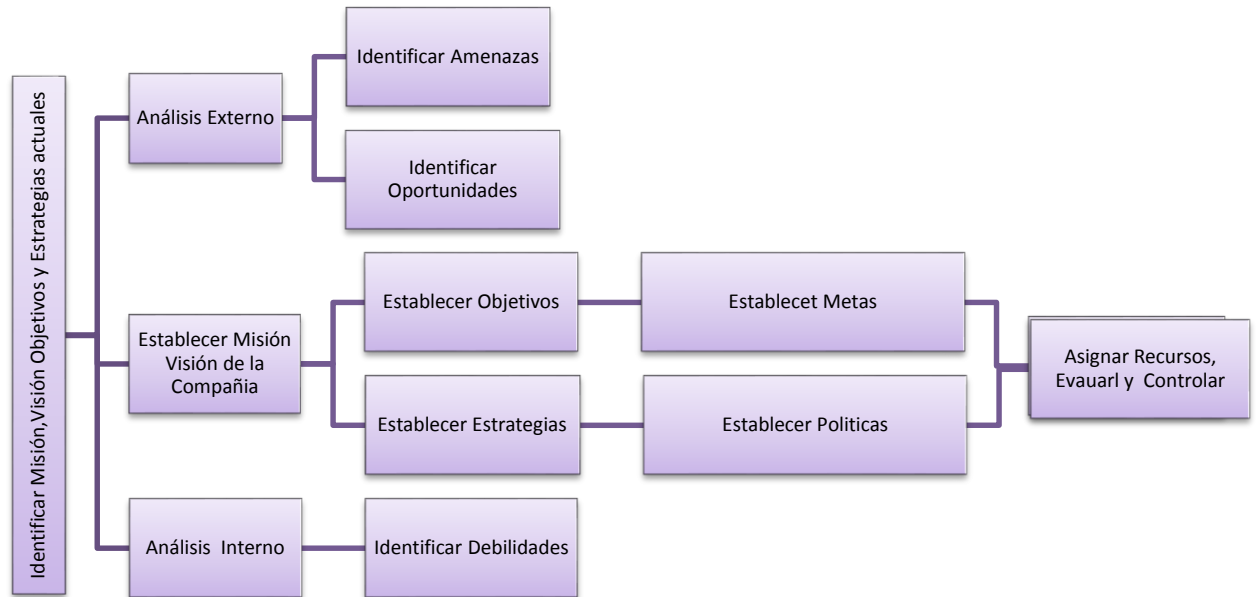 Identificar Misión,Visión Objetivos y Estrategias actuales
Análisis Externo
Identificar Amenazas
Identificar
Oportunidades
Establecer Misión
Visión de la
Compañia
Establecer Objetivos
Establecet Metas
Establecer Estrategias
Establecer Politicas
Asignar Recursos,
Evauarl y Controlar
Análisis Interno
Identificar Debilidades